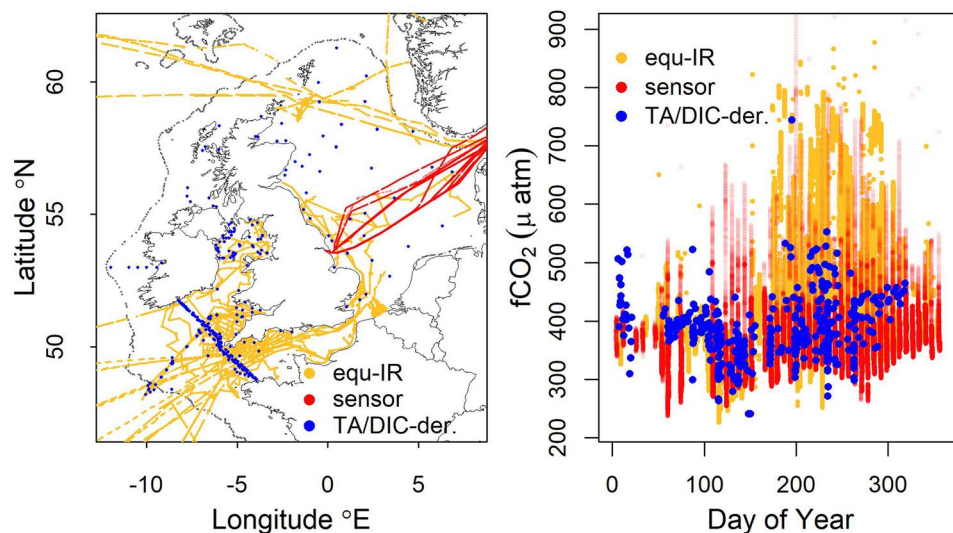 60
55
50
Latitude °N
equ-IR
sensor
TA/DIC-der.
-10
-5
0
5
Longitude °E
900
800
700
600
500
400
300
200
fCO₂ (μ atm)
equ-IR
sensor
TA/DIC-der.
0
100
200
300
Day of Year